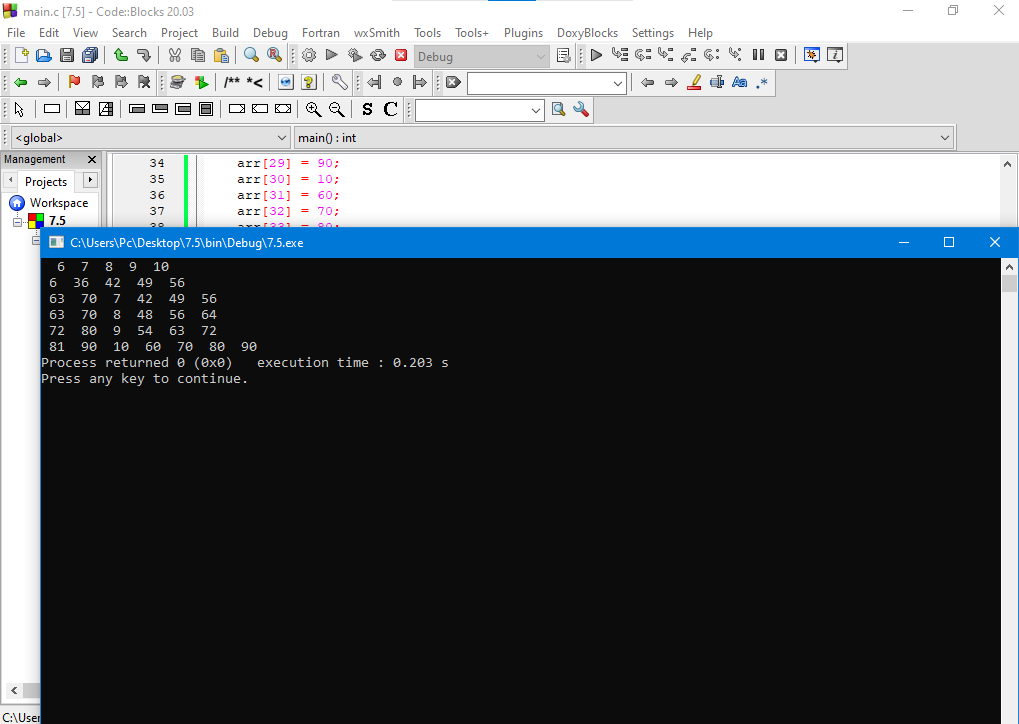 main.c [7.5] - Code::Blocks 20.03
File Edit View Search Project Build Debug Fortran wxSmith Tools Tools+ Plugins DoxyBlocks Settings Help
Debug
/** *<
Aa .*
S C
<global> main() : int
Management
Projects
Workspace
7.5
34 arr[29] = 90;
35 arr[30] = 10;
36 arr[31] = 60;
37 arr[32] = 70;
38 arr[33] = 80;
C:\Users\Pc\Desktop\7.5\bin\Debug\7.5.exe
6 7 8 9 10
6 36 42 49 56
63 70 7 42 49 56
63 70 8 48 56 64
72 80 9 54 63 72
81 90 10 60 70 80 90
Process returned 0 (0x0) execution time : 0.203 s
Press any key to continue.
C:\User